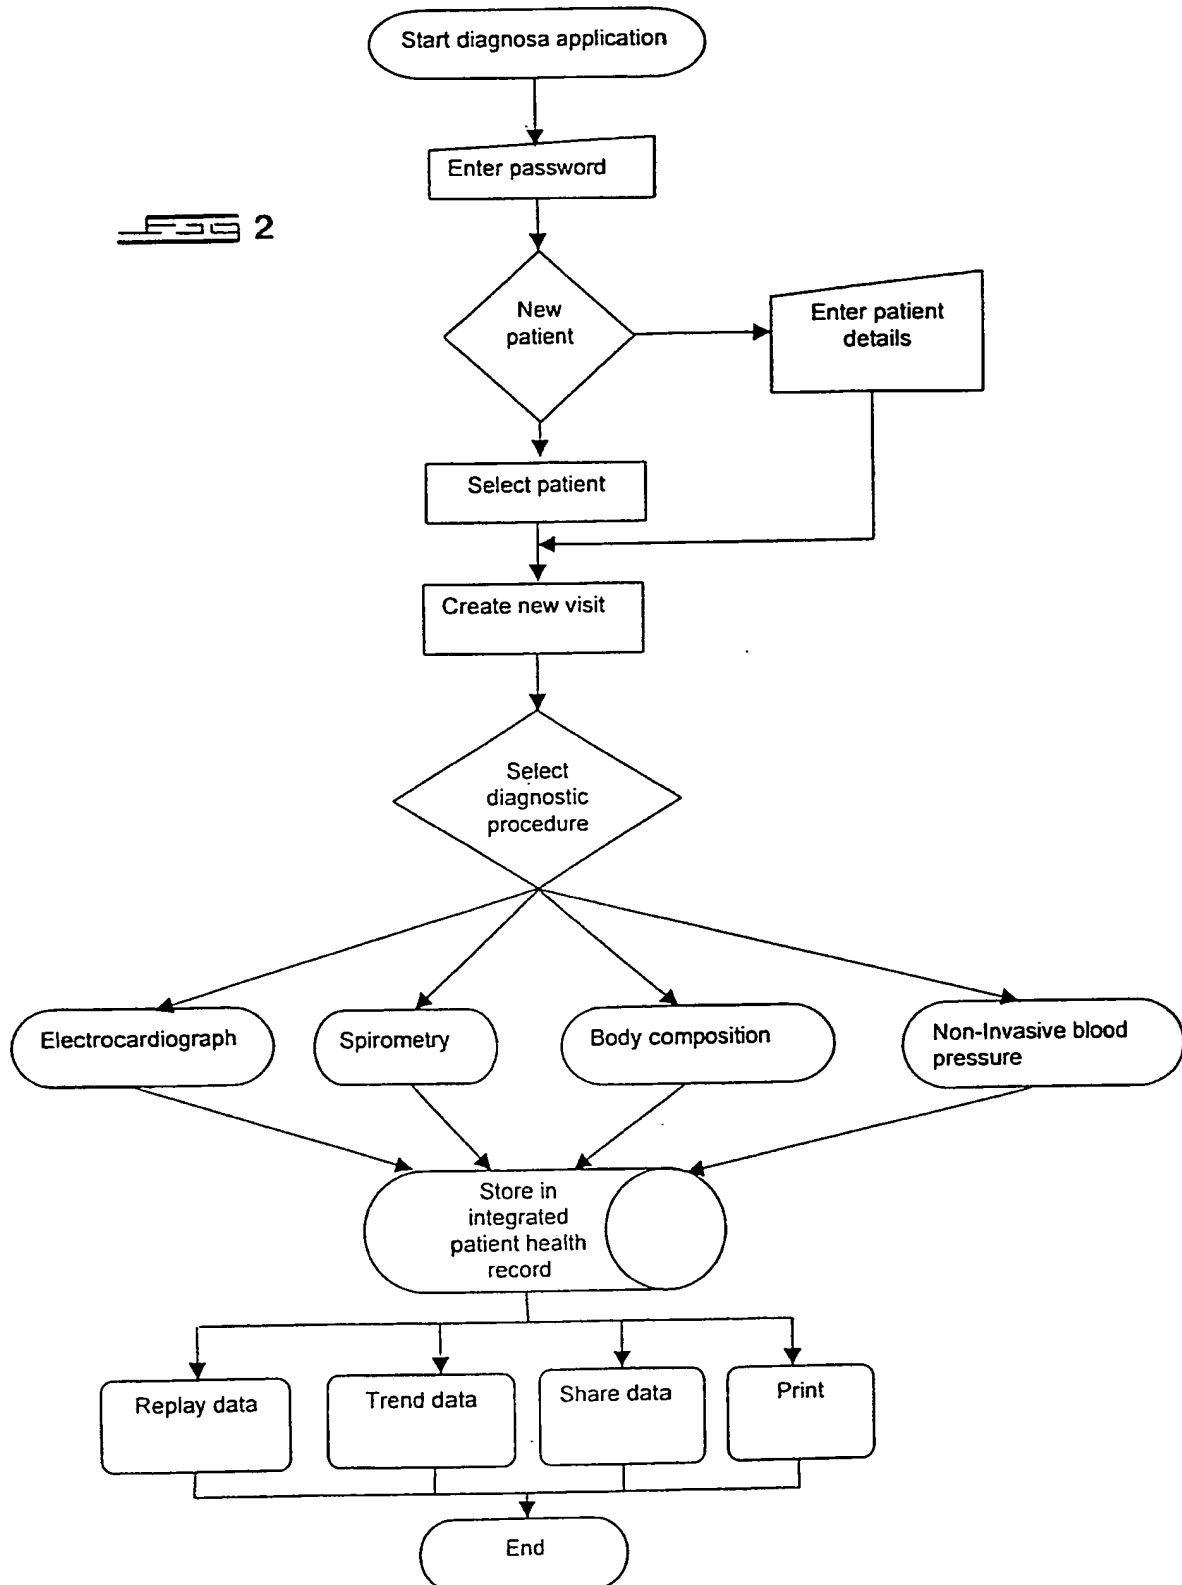 Start diagnosa application
Enter password
FIG 2
New
patient
Enter patient
details
Select patient
Create new visit
Select
diagnostic
procedure
Electrocardiograph
Spirometry
Body composition
Non-Invasive blood
pressure
Store in
integrated
patient health
record
Replay data
Trend data
Share data
Print
End